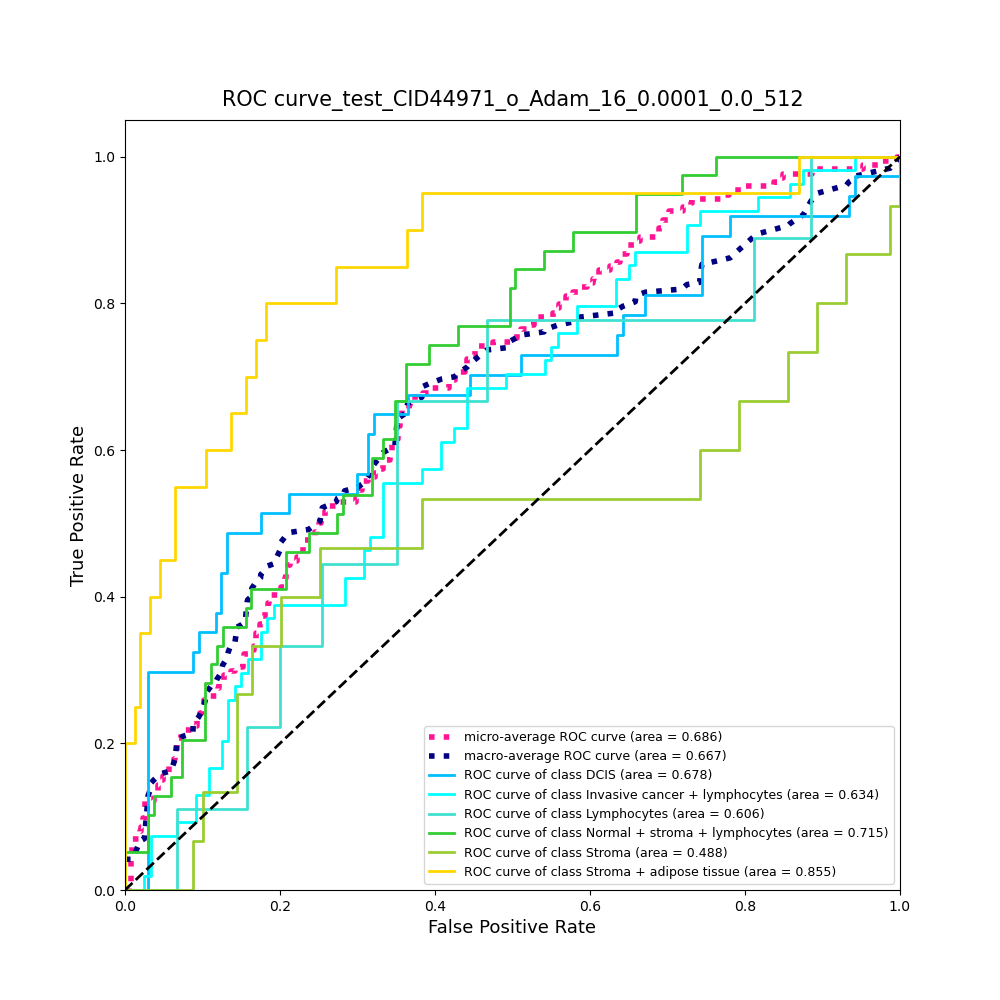 ROC curve_test_CID44971_o_Adam_16_0.0001_0.0_512
True Positive Rate
1.0
0.8
0.6
0.4
0.2
0.0
micro-average ROC curve (area = 0.686)
macro-average ROC curve (area = 0.667)
ROC curve of class DCIS (area = 0.678)
ROC curve of class Invasive cancer + lymphocytes (area = 0.634)
ROC curve of class Lymphocytes (area = 0.606)
ROC curve of class Normal + stroma + lymphocytes (area = 0.715)
ROC curve of class Stroma (area = 0.488)
ROC curve of class Stroma + adipose tissue (area = 0.855)
0.0 0.2 0.4 0.6 0.8 1.0
False Positive Rate